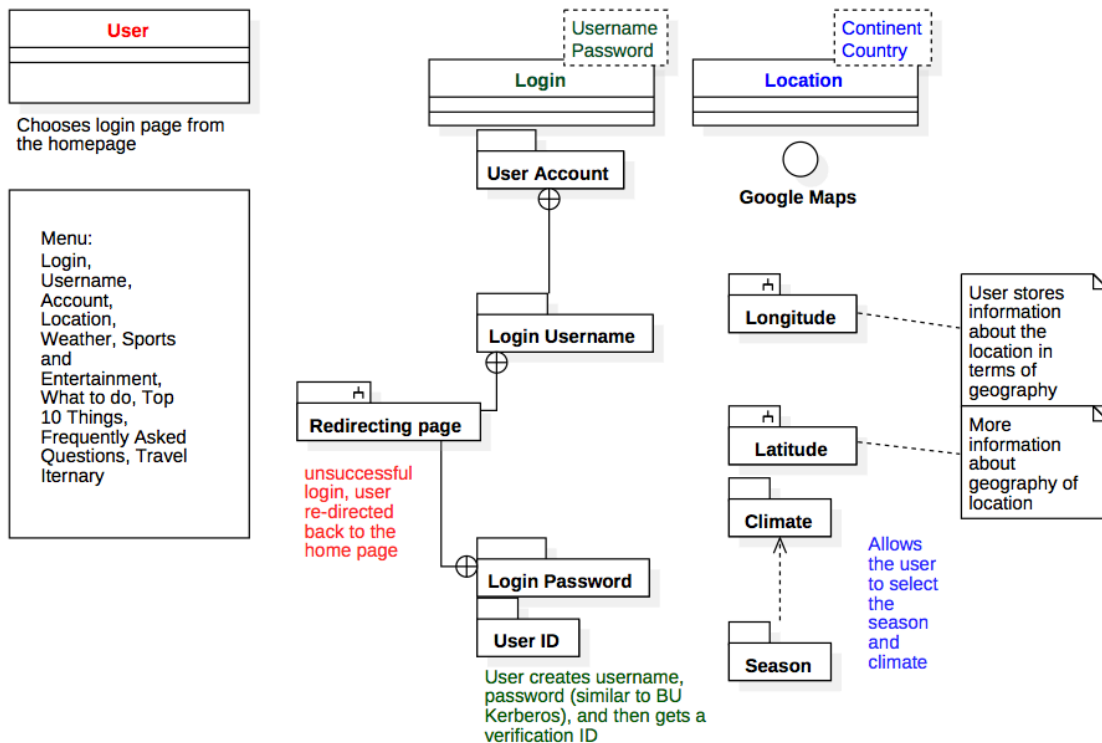 User
Chooses login page from
the homepage
Menu:
Login,
Username,
Account,
Location,
Weather, Sports
and
Entertainment,
What to do, Top
10 Things,
Frequently Asked
Questions, Travel
Iternary
Username
Password
Login
User Account
Login Username
Redirecting page
unsuccessful
login, user
re-directed
back to the
home page
Login Password
User ID
User creates username,
password (similar to BU
Kerberos), and then gets a
verification ID
Continent
Country
Location
Google Maps
Longitude
User stores
information
about the
location in
terms of
geography
Latitude
More
information
about
geography of
location
Climate
Allows
the user
to select
the
season
and
climate
Season